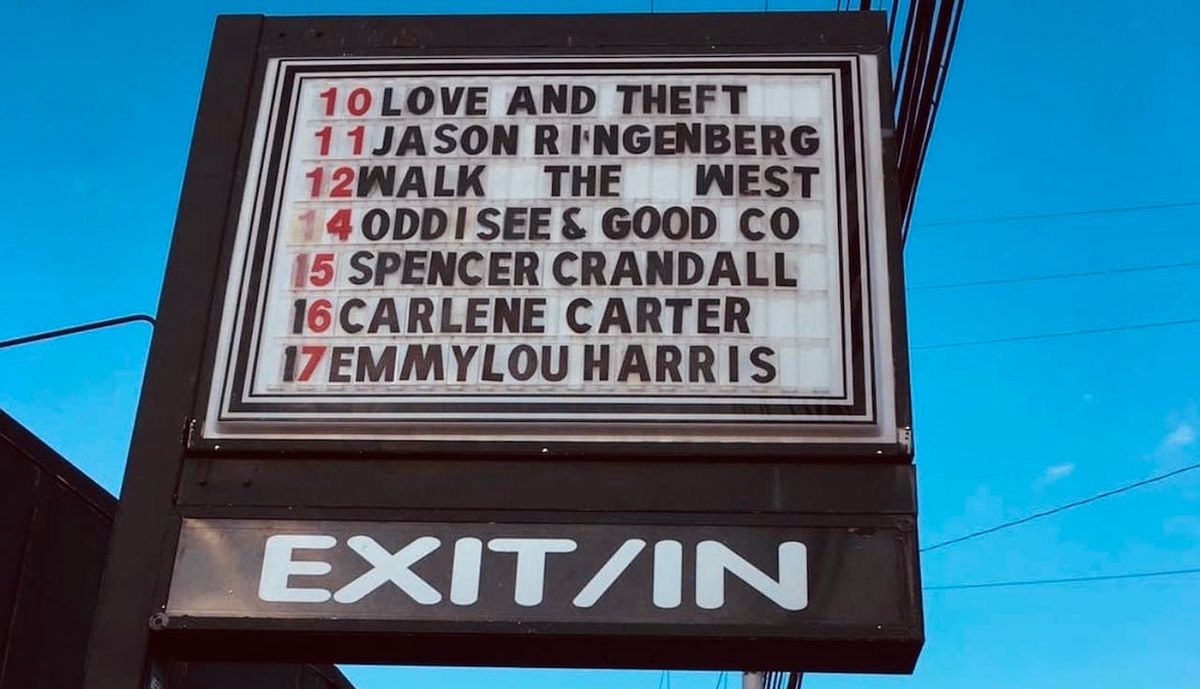 10 LOVE AND THEFT
11 JASON RINGENBERG
12 WALK THE WEST
14 ODDISEE & GOOD CO
15 SPENCER CRANDALL
16 CARLENE CARTER
17 EMMYLOU HARRIS
EXIT/IN